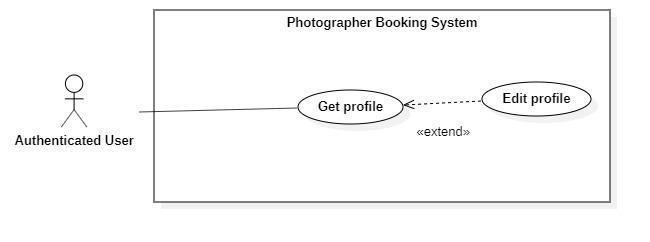 Photographer Booking System
Get profile
Edit profile
«extend»
Authenticated User